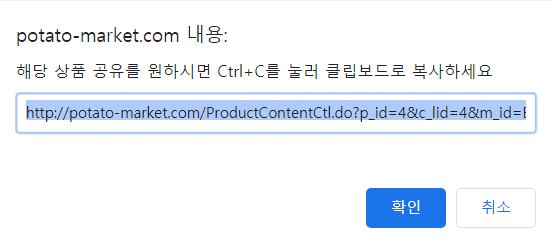 potato-market.com 내용:
해당 상품 공유를 원하시면 Ctrl+C를 눌러 클립보드로 복사하세요
http://potato-market.com/ProductContentCtl.do?p_id=4&c_lid=4&m_id=
확인
취소